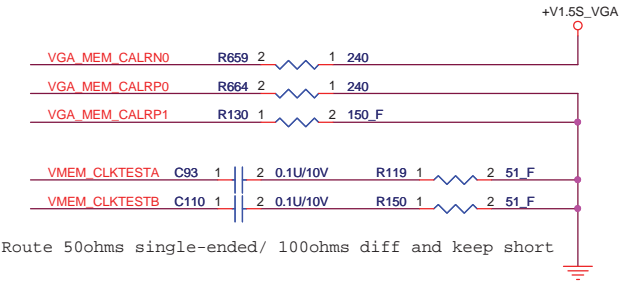 +V1.5S_VGA
VGA_MEM_CALRN0 R659 2 1 240
VGA_MEM_CALRP0 R664 2 1 240
VGA_MEM_CALRP1 R130 1 2 150_F
VMEM_CLKTESTA C93 1 2 0.1U/10V R119 1 2 51_F
VMEM_CLKTESTB C110 1 2 0.1U/10V R150 1 2 51_F
Route 50ohms single-ended/ 100ohms diff and keep short